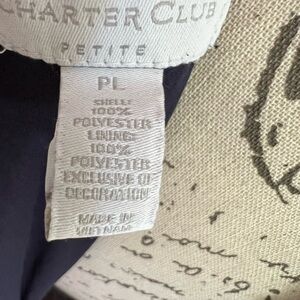 CHARTER CLUB
PETITE
PL
SHELL:
100%
POLYESTER
LINING:
100%
POLYESTER
EXCLUSIVE OF
DECORATION
MADE IN
VIETNAM